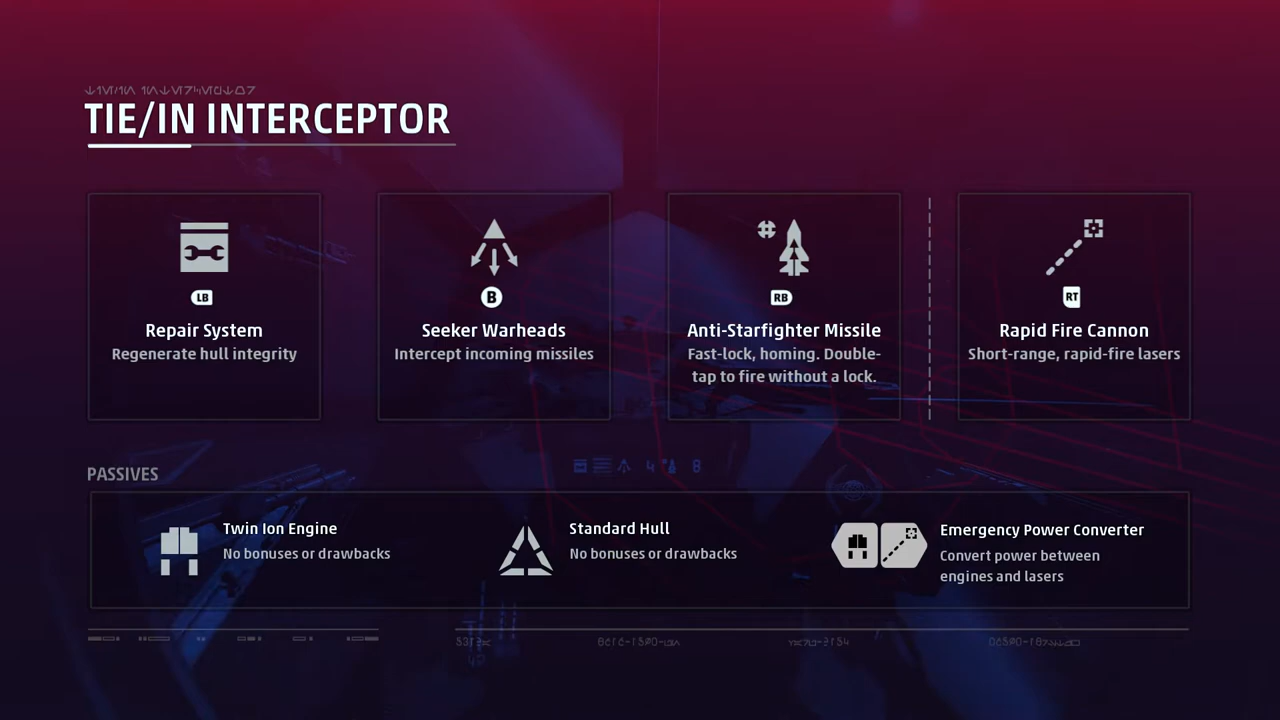 TIE/IN INTERCEPTOR
LB
Repair System
Regenerate hull integrity
B
Seeker Warheads
Intercept incoming missiles
RB
Anti-Starfighter Missile
Fast-lock, homing. Double-
tap to fire without a lock.
RT
Rapid Fire Cannon
Short-range, rapid-fire lasers
4 8
PASSIVES
Twin Ion Engine
No bonuses or drawbacks
Standard Hull
No bonuses or drawbacks
Emergency Power Converter
Convert power between
engines and lasers